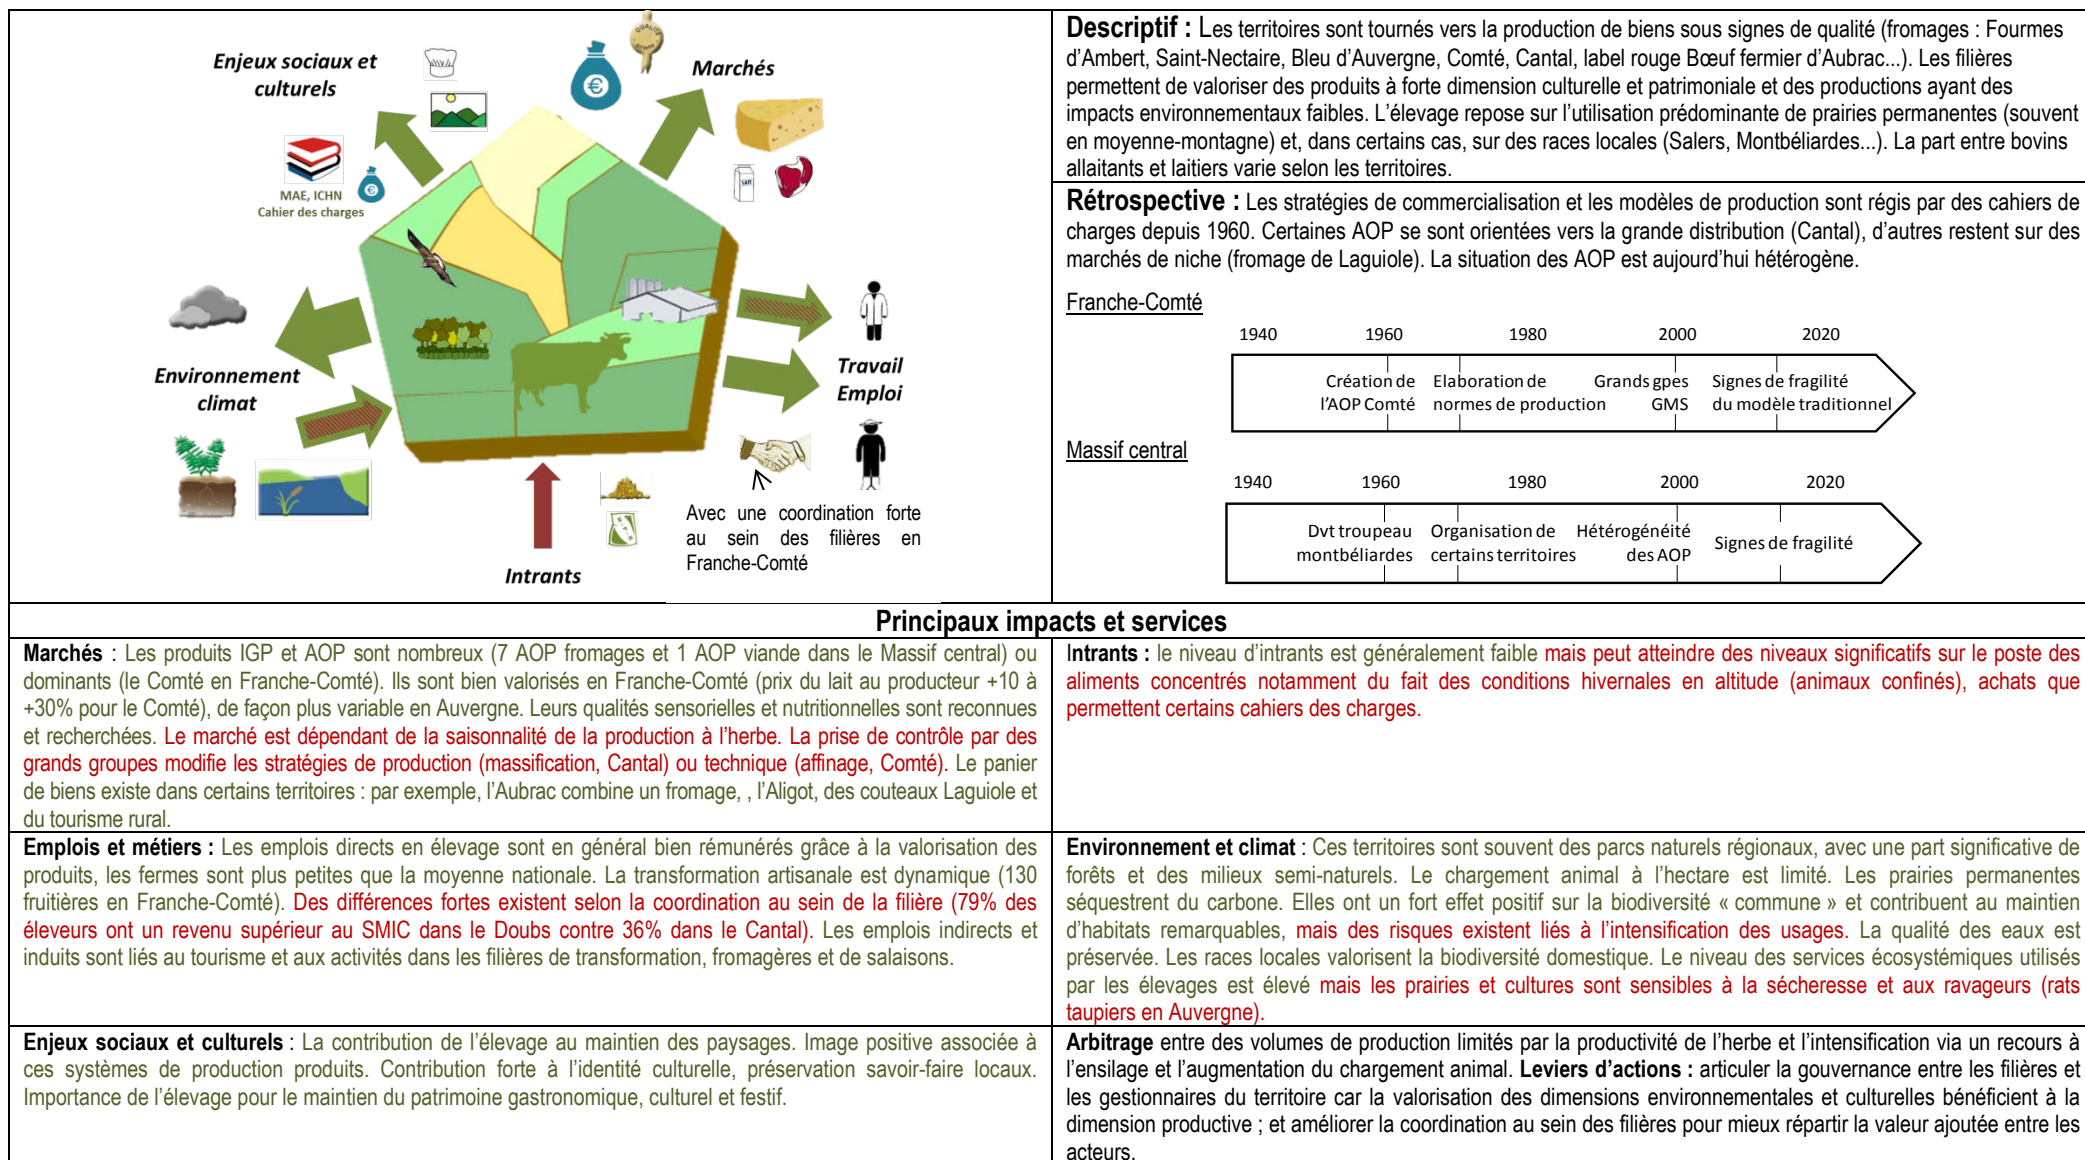 Enjeux sociaux et
culturels
Marchés
QUALITÉ
LAIT
MAE, ICHN
Cahier des charges
Environnement
climat
Travail
Emploi
Avec une coordination forte
au sein des filières en
Franche-Comté
Intrants
Descriptif : Les territoires sont tournés vers la production de biens sous signes de qualité (fromages : Fourmes
d’Ambert, Saint-Nectaire, Bleu d’Auvergne, Comté, Cantal, label rouge Bœuf fermier d’Aubrac...). Les filières
permettent de valoriser des produits à forte dimension culturelle et patrimoniale et des productions ayant des
impacts environnementaux faibles. L’élevage repose sur l’utilisation prédominante de prairies permanentes (souvent
en moyenne-montagne) et, dans certains cas, sur des races locales (Salers, Montbéliardes...). La part entre bovins
allaitants et laitiers varie selon les territoires.
Rétrospective : Les stratégies de commercialisation et les modèles de production sont régis par des cahiers de
charges depuis 1960. Certaines AOP se sont orientées vers la grande distribution (Cantal), d’autres restent sur des
marchés de niche (fromage de Laguiole). La situation des AOP est aujourd’hui hétérogène.
Franche-Comté
1940 1960 1980 2000 2020
Création de Elaboration de Grands gpes Signes de fragilité
l’AOP Comté normes de production GMS du modèle traditionnel
Massif central
1940 1960 1980 2000 2020
Dvt troupeau Organisation de Hétérogénéité Signes de fragilité
montbéliardes certains territoires des AOP
Principaux impacts et services
Marchés : Les produits IGP et AOP sont nombreux (7 AOP fromages et 1 AOP viande dans le Massif central) ou
dominants (le Comté en Franche-Comté). Ils sont bien valorisés en Franche-Comté (prix du lait au producteur +10 à
+30% pour le Comté), de façon plus variable en Auvergne. Leurs qualités sensorielles et nutritionnelles sont reconnues
et recherchées. Le marché est dépendant de la saisonnalité de la production à l’herbe. La prise de contrôle par des
grands groupes modifie les stratégies de production (massification, Cantal) ou technique (affinage, Comté). Le panier
de biens existe dans certains territoires : par exemple, l’Aubrac combine un fromage, , l’Aligot, des couteaux Laguiole et
du tourisme rural.
Intrants : le niveau d’intrants est généralement faible mais peut atteindre des niveaux significatifs sur le poste des
aliments concentrés notamment du fait des conditions hivernales en altitude (animaux confinés), achats que
permettent certains cahiers des charges.
Emplois et métiers : Les emplois directs en élevage sont en général bien rémunérés grâce à la valorisation des
produits, les fermes sont plus petites que la moyenne nationale. La transformation artisanale est dynamique (130
fruitières en Franche-Comté). Des différences fortes existent selon la coordination au sein de la filière (79% des
éleveurs ont un revenu supérieur au SMIC dans le Doubs contre 36% dans le Cantal). Les emplois indirects et
induits sont liés au tourisme et aux activités dans les filières de transformation, fromagères et de salaisons.
Environnement et climat : Ces territoires sont souvent des parcs naturels régionaux, avec une part significative de
forêts et des milieux semi-naturels. Le chargement animal à l’hectare est limité. Les prairies permanentes
séquestrent du carbone. Elles ont un fort effet positif sur la biodiversité « commune » et contribuent au maintien
d’habitats remarquables, mais des risques existent liés à l’intensification des usages. La qualité des eaux est
préservée. Les races locales valorisent la biodiversité domestique. Le niveau des services écosystémiques utilisés
par les élevages est élevé mais les prairies et cultures sont sensibles à la sécheresse et aux ravageurs (rats
taupiers en Auvergne).
Enjeux sociaux et culturels : La contribution de l’élevage au maintien des paysages. Image positive associée à
ces systèmes de production produits. Contribution forte à l’identité culturelle, préservation savoir-faire locaux.
Importance de l’élevage pour le maintien du patrimoine gastronomique, culturel et festif.
Arbitrage entre des volumes de production limités par la productivité de l’herbe et l’intensification via un recours à
l’ensilage et l’augmentation du chargement animal. Leviers d’actions : articuler la gouvernance entre les filières et
les gestionnaires du territoire car la valorisation des dimensions environnementales et culturelles bénéficient à la
dimension productive ; et améliorer la coordination au sein des filières pour mieux répartir la valeur ajoutée entre les
acteurs.